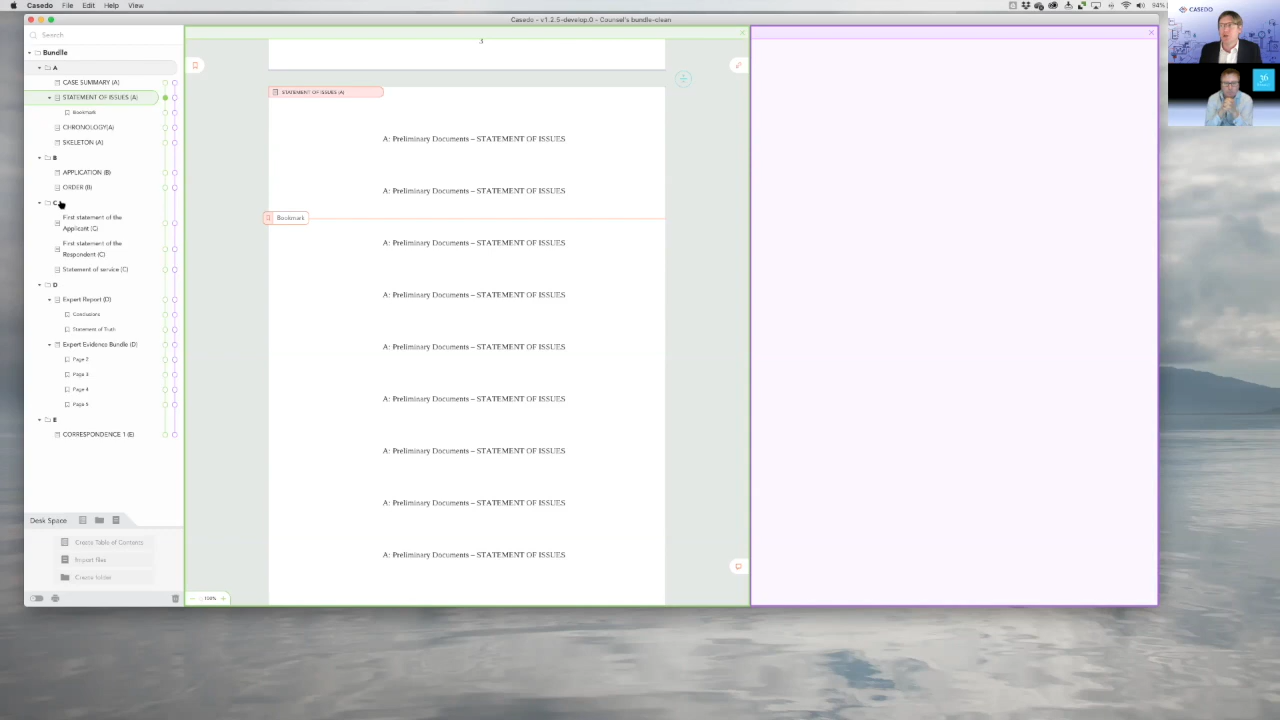 Casedo File Edit View Help Window
94%
Casedo - v1.2.5-develop.0 - Counsel's bundle-clean
CASEDO
36
Search
Bundlle
A
CASE SUMMARY (A)
STATEMENT OF ISSUES (A)
Bookmark
CHRONOLOGY(A)
SKELETON (A)
B
APPLICATION (B)
ORDER (B)
C
First statement of the
Applicant (C)
First statement of the
Respondent (C)
Statement of service (C)
D
Expert Report (D)
Conclusions
Statement of Truth
Expert Evidence Bundle (D)
Page 2
Page 3
Page 4
Page 5
E
CORRESPONDENCE 1 (E)
Desk Space
Create Table of Contents
Import files
Create folder
3
STATEMENT OF ISSUES (A)
A: Preliminary Documents – STATEMENT OF ISSUES
A: Preliminary Documents – STATEMENT OF ISSUES
Bookmark
A: Preliminary Documents – STATEMENT OF ISSUES
A: Preliminary Documents – STATEMENT OF ISSUES
A: Preliminary Documents – STATEMENT OF ISSUES
A: Preliminary Documents – STATEMENT OF ISSUES
A: Preliminary Documents – STATEMENT OF ISSUES
A: Preliminary Documents – STATEMENT OF ISSUES
A: Preliminary Documents – STATEMENT OF ISSUES